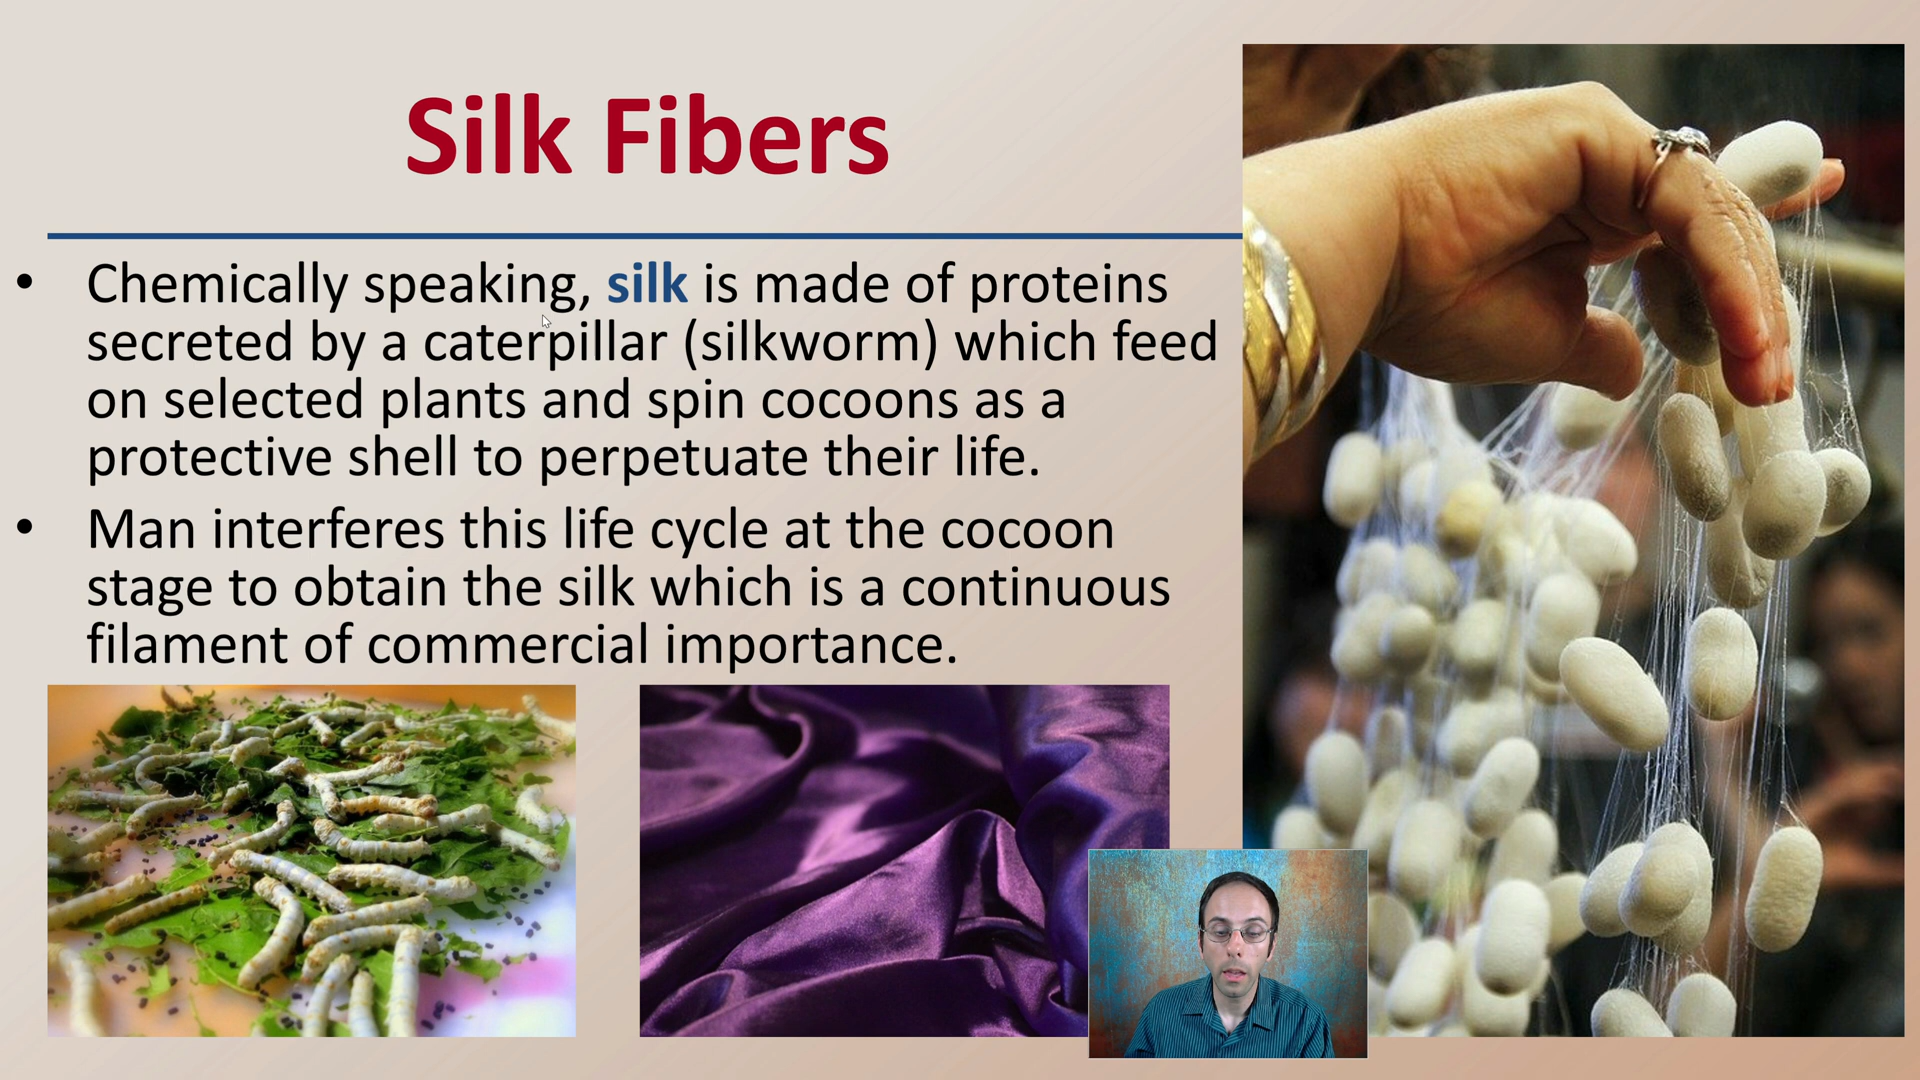 Silk Fibers
• Chemically speaking, silk is made of proteins
secreted by a caterpillar (silkworm) which feed
on selected plants and spin cocoons as a
protective shell to perpetuate their life.
• Man interferes this life cycle at the cocoon
stage to obtain the silk which is a continuous
filament of commercial importance.